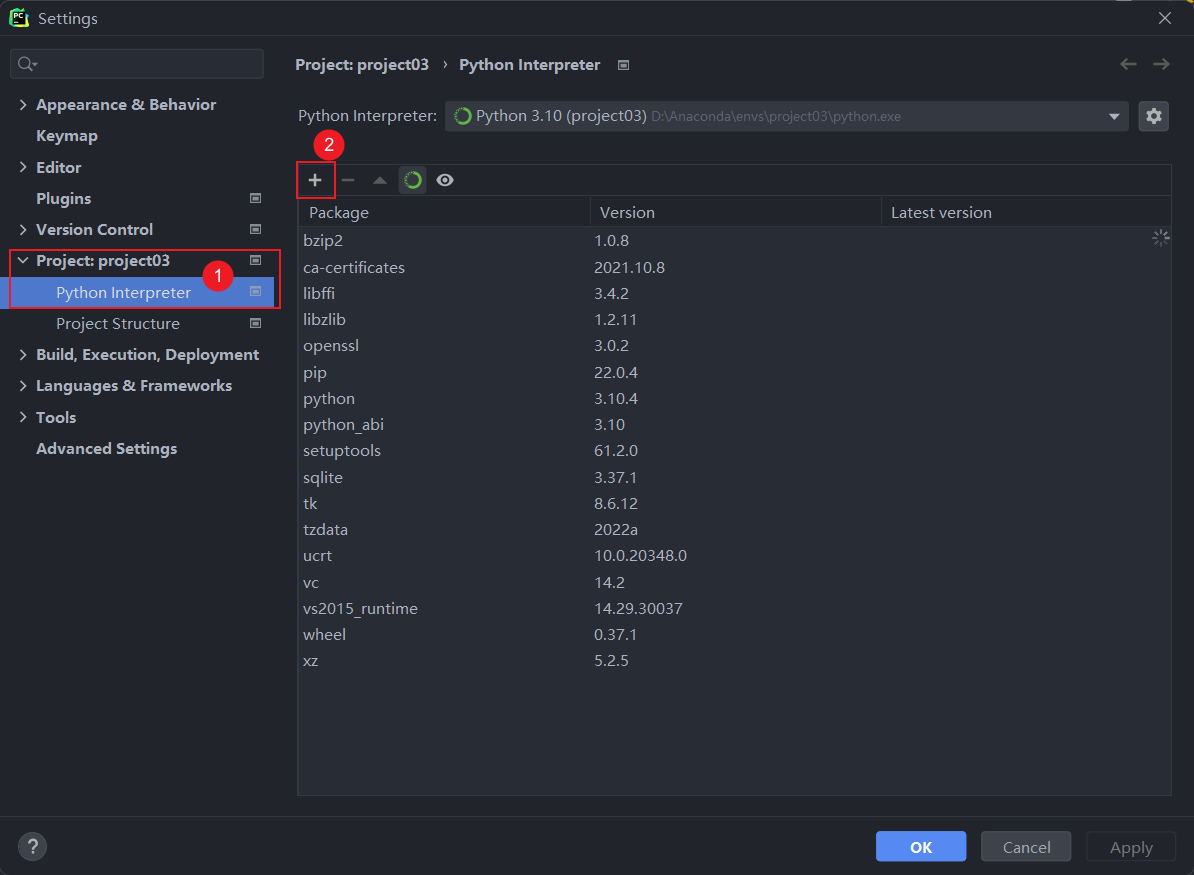 PC Settings
Appearance & Behavior
Keymap
Editor
Plugins
Version Control
Project: project03
1
Python Interpreter
Project Structure
Build, Execution, Deployment
Languages & Frameworks
Tools
Advanced Settings
Project: project03 › Python Interpreter
Python Interpreter: Python 3.10 (project03) D:\Anaconda\envs\project03\python.exe
2
Package Version Latest version
bzip2 1.0.8
ca-certificates 2021.10.8
libffi 3.4.2
libzlib 1.2.11
openssl 3.0.2
pip 22.0.4
python 3.10.4
python_abi 3.10
setuptools 61.2.0
sqlite 3.37.1
tk 8.6.12
tzdata 2022a
ucrt 10.0.20348.0
vc 14.2
vs2015_runtime 14.29.30037
wheel 0.37.1
xz 5.2.5
? OK Cancel Apply